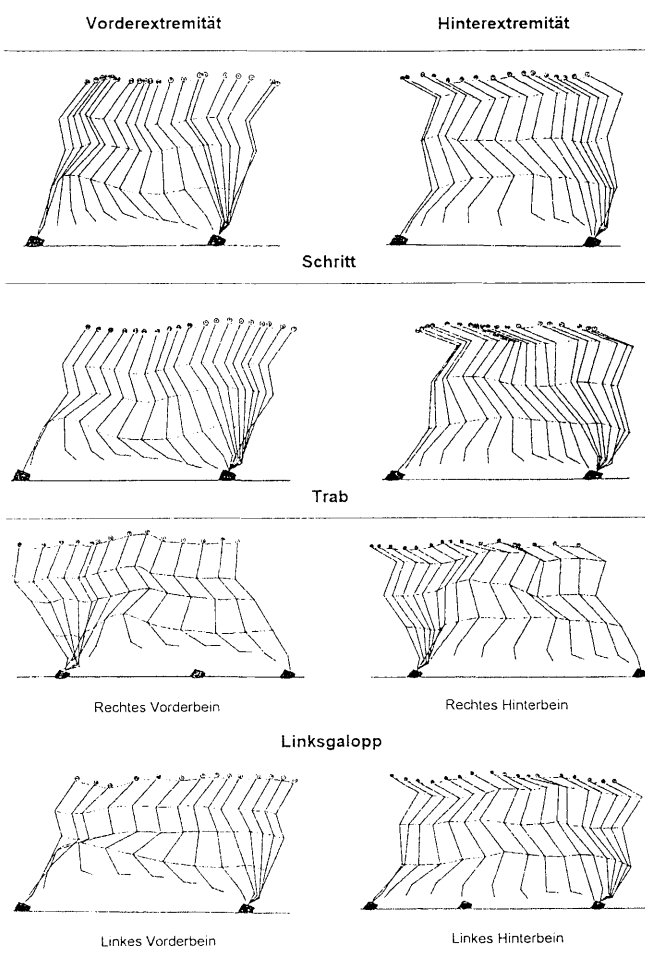 Vorderextremität Hinterextremität
Schritt
Trab
Rechtes Vorderbein Rechtes Hinterbein
Linksgalopp
Linkes Vorderbein Linkes Hinterbein